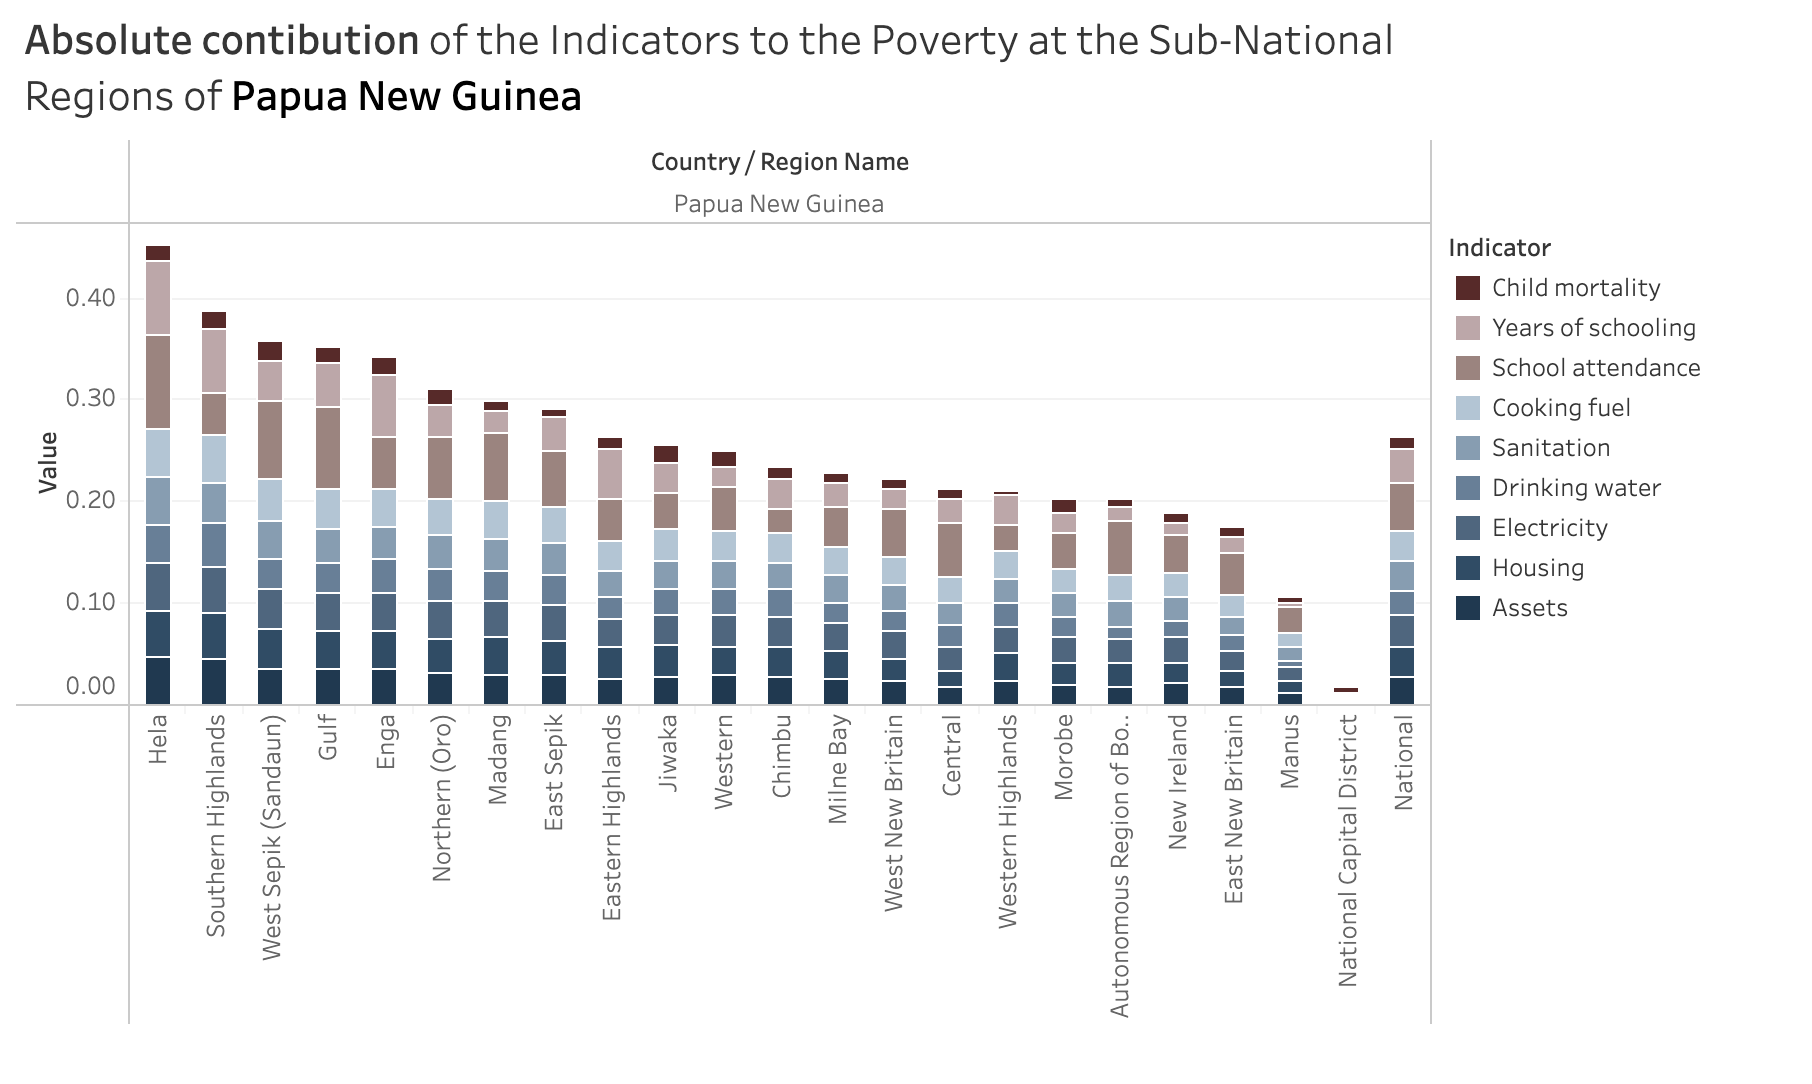 Absolute contibution of the Indicators to the Poverty at the Sub-National
Regions of Papua New Guinea
Country / Region Name
Papua New Guinea
Value
0.40
0.30
0.20
0.10
0.00
Hela
Southern Highlands
West Sepik (Sandaun)
Gulf
Enga
Northern (Oro)
Madang
East Sepik
Eastern Highlands
Jiwaka
Western
Chimbu
Milne Bay
West New Britain
Central
Western Highlands
Morobe
Autonomous Region of Bo..
New Ireland
East New Britain
Manus
National Capital District
National
Indicator
Child mortality
Years of schooling
School attendance
Cooking fuel
Sanitation
Drinking water
Electricity
Housing
Assets